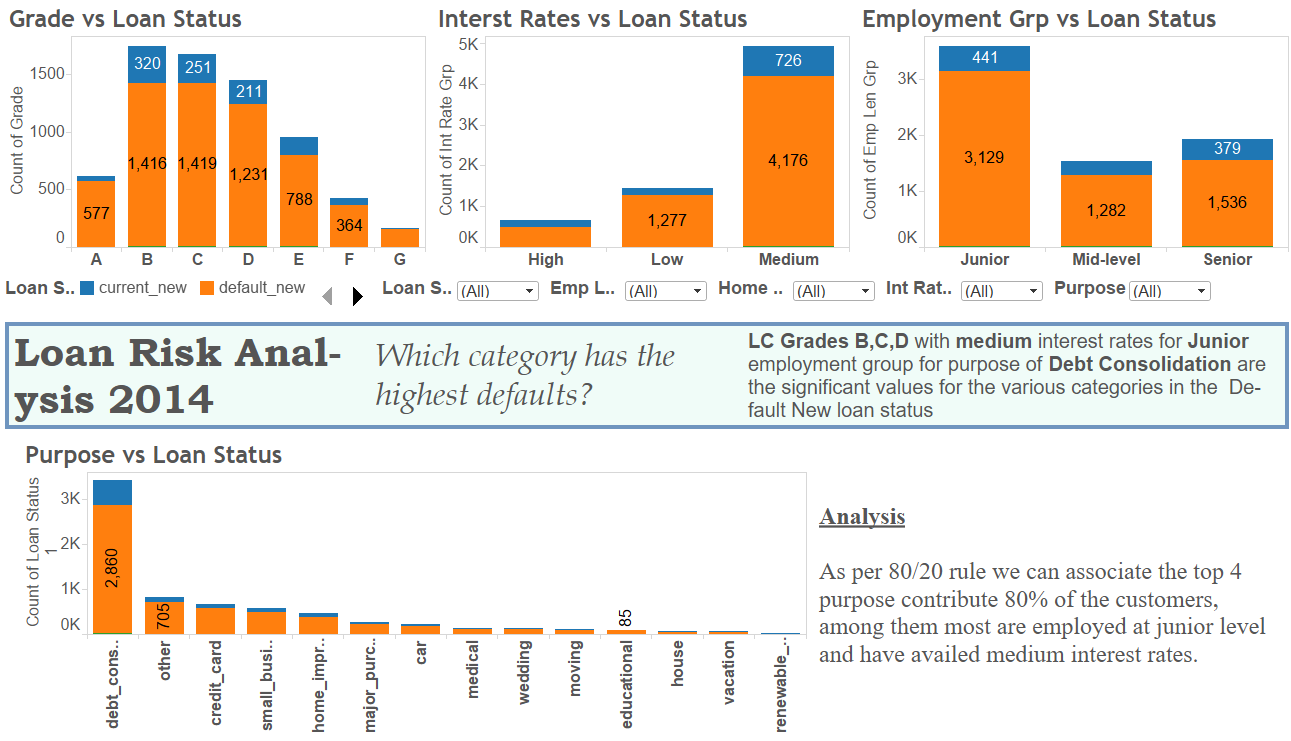 Grade vs Loan Status
Count of Grade
1500
1000
500
0
320
251
211
1,416
1,419
1,231
577
788
364
A B C D E F G
Interst Rates vs Loan Status
Count of Int Rate Grp
5K
4K
3K
2K
1K
0K
726
4,176
1,277
High Low Medium
Employment Grp vs Loan Status
Count of Emp Len Grp
3K
2K
1K
0K
441
379
3,129
1,282
1,536
Junior Mid-level Senior
Loan S.. current_new default_new
Loan S.. (All) Emp L.. (All) Home .. (All) Int Rat.. (All) Purpose (All)
Loan Risk Anal-
ysis 2014
Which category has the
highest defaults?
LC Grades B,C,D with medium interest rates for Junior
employment group for purpose of Debt Consolidation are
the significant values for the various categories in the De-
fault New loan status
Purpose vs Loan Status
Count of Loan Status
1
3K
2K
1K
0K
2,860
705
85
debt_cons..
other
credit_card
small_busi..
home_impr..
major_purc..
car
medical
wedding
moving
educational
house
vacation
renewable_..
Analysis
As per 80/20 rule we can associate the top 4
purpose contribute 80% of the customers,
among them most are employed at junior level
and have availed medium interest rates.